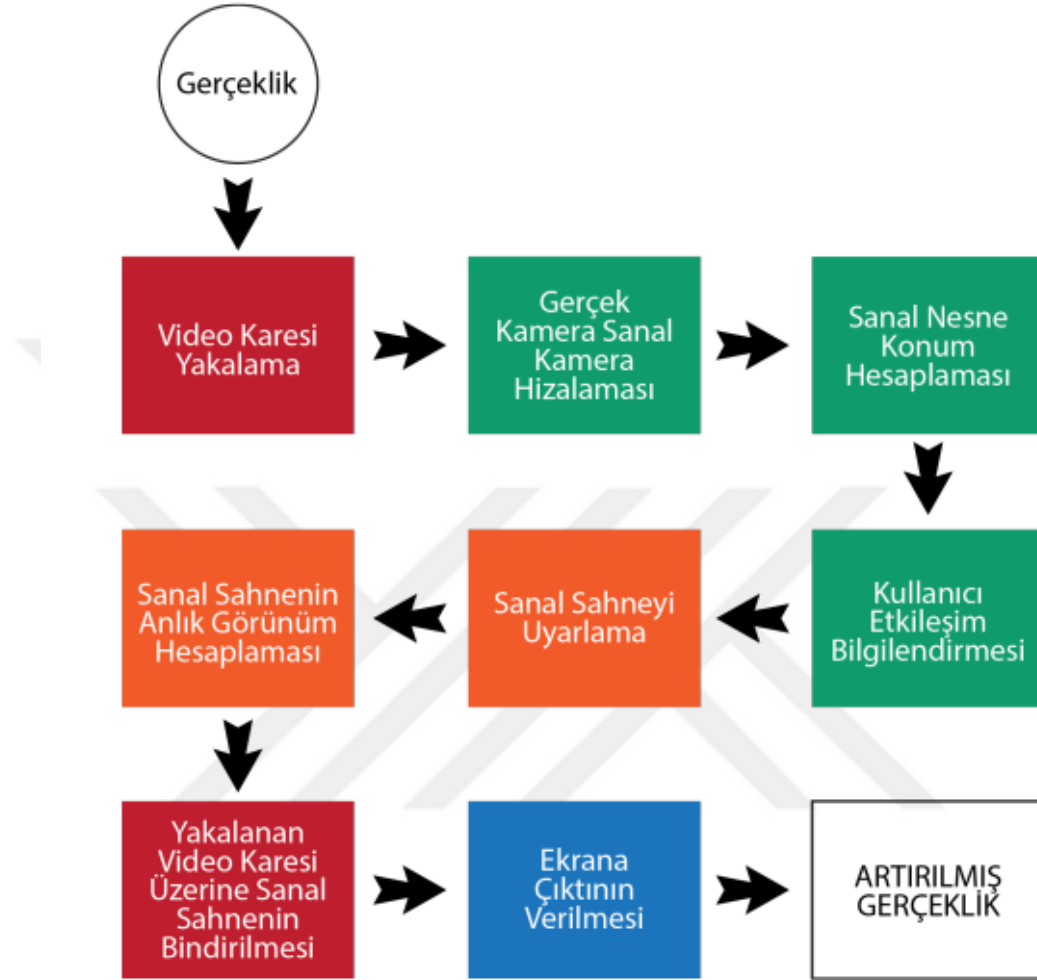 Gerçeklik
Video Karesi
Yakalama
Gerçek
Kamera Sanal
Kamera
Hizalaması
Sanal Nesne
Konum
Hesaplaması
Kullanıcı
Etkileşim
Bilgilendirmesi
Sanal Sahneyi
Uyarlama
Sanal Sahnenin
Anlık Görünüm
Hesaplaması
Yakalanan
Video Karesi
Üzerine Sanal
Sahnenin
Bindirilmesi
Ekrana
Çıktının
Verilmesi
ARTIRILMIŞ
GERÇEKLİK